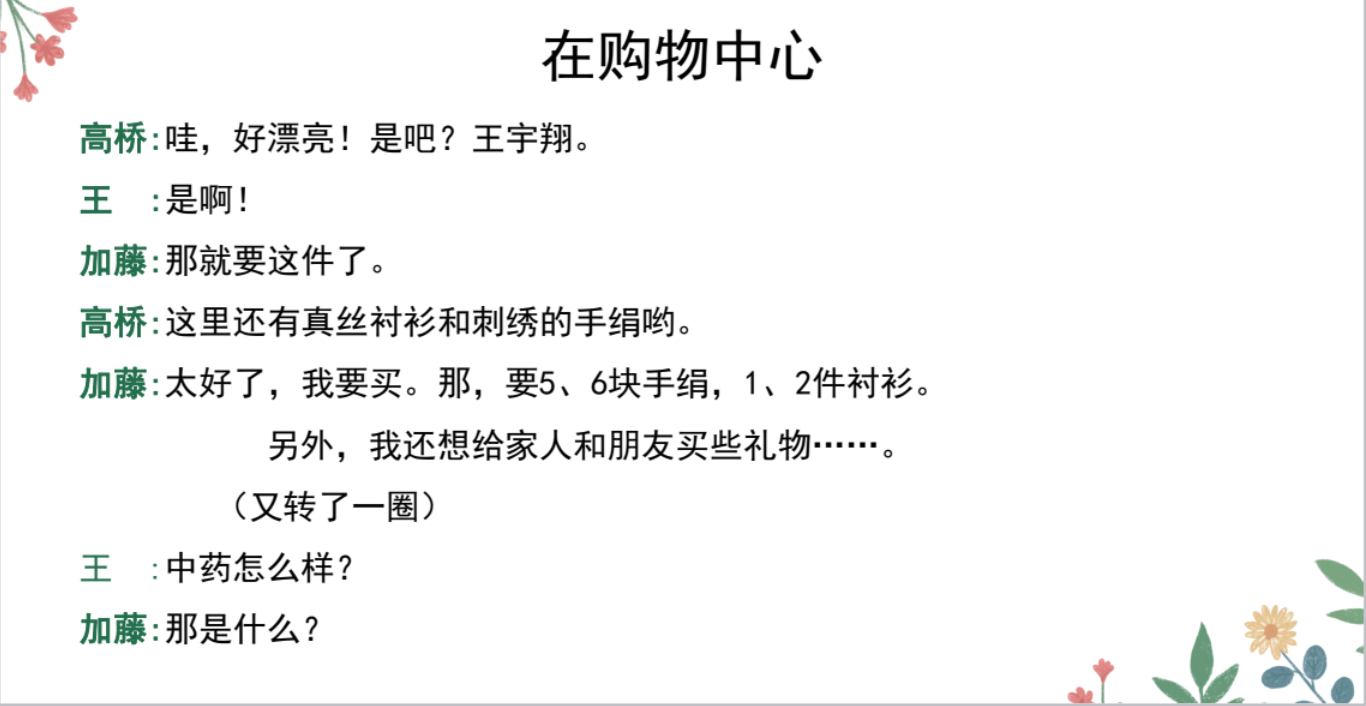 在购物中心
高桥:哇，好漂亮！是吧？王宇翔。
王　:是啊！
加藤:那就要这件了。
高桥:这里还有真丝衬衫和刺绣的手绢哟。
加藤:太好了，我要买。那，要5、6块手绢，1、2件衬衫。
另外，我还想给家人和朋友买些礼物……。
（又转了一圈）
王　:中药怎么样？
加藤:那是什么？